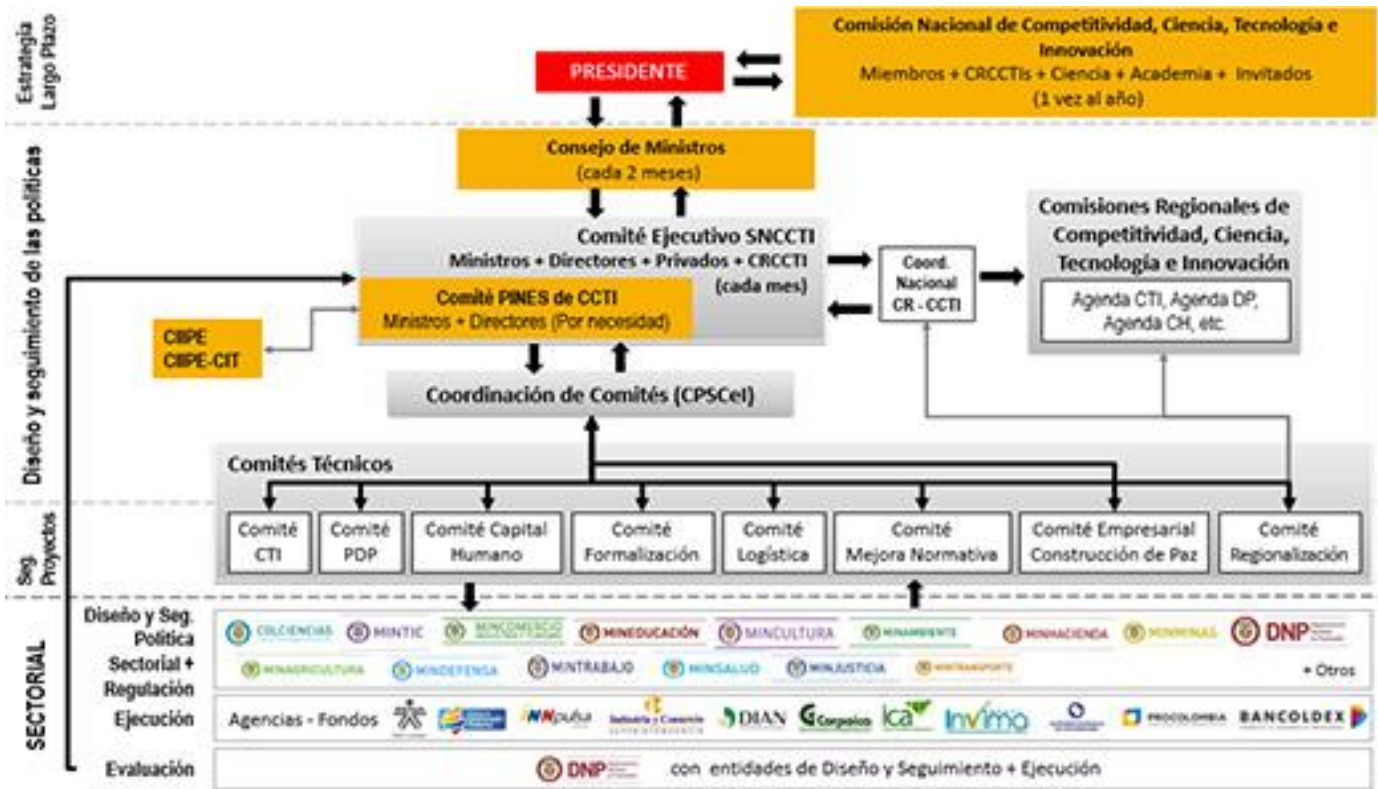 Estrategia
Largo Plazo
PRESIDENTE
Comisión Nacional de Competitividad, Ciencia, Tecnología e
Innovación
Miembros + CRCCTIs + Ciencia + Academia + Invitados
(1 vez al año)
Diseño y seguimiento de las políticas
Consejo de Ministros
(cada 2 meses)
Comité Ejecutivo SNCCTI
Ministros + Directores + Privados + CRCCTI
(cada mes)
Comité PINES de CCTI
Ministros + Directores (Por necesidad)
CIIPE
CIIPE-CIT
Coord.
Nacional
CR - CCTI
Comisiones Regionales de
Competitividad, Ciencia,
Tecnología e Innovación
Agenda CTI, Agenda DP,
Agenda CH, etc.
Coordinación de Comités (CPSCeI)
Comités Técnicos
Seg.
Proyectos
Comité
CTI
Comité
PDP
Comité Capital
Humano
Comité
Formalización
Comité
Logística
Comité
Mejora Normativa
Comité Empresarial
Construcción de Paz
Comité
Regionalización
SECTORIAL
Diseño y Seg.
Política
Sectorial +
Regulación
COLCIENCIAS MINTIC MINCOMERCIO MINEDUCACIÓN MINCULTURA MINAMBIENTE MINHACIENDA MINMINAS DNP
MINAGRICULTURA MINDEFENSA MINTRABAJO MINSALUD MINJUSTICIA MINTRANSPORTE + Otros
Ejecución
Agencias - Fondos iNNpulsa Industria y Comercio SUPERINTENDENCIA DIAN Corpoica ica Invima PROCOLOMBIA BANCOLDEX
Evaluación
DNP con entidades de Diseño y Seguimiento + Ejecución